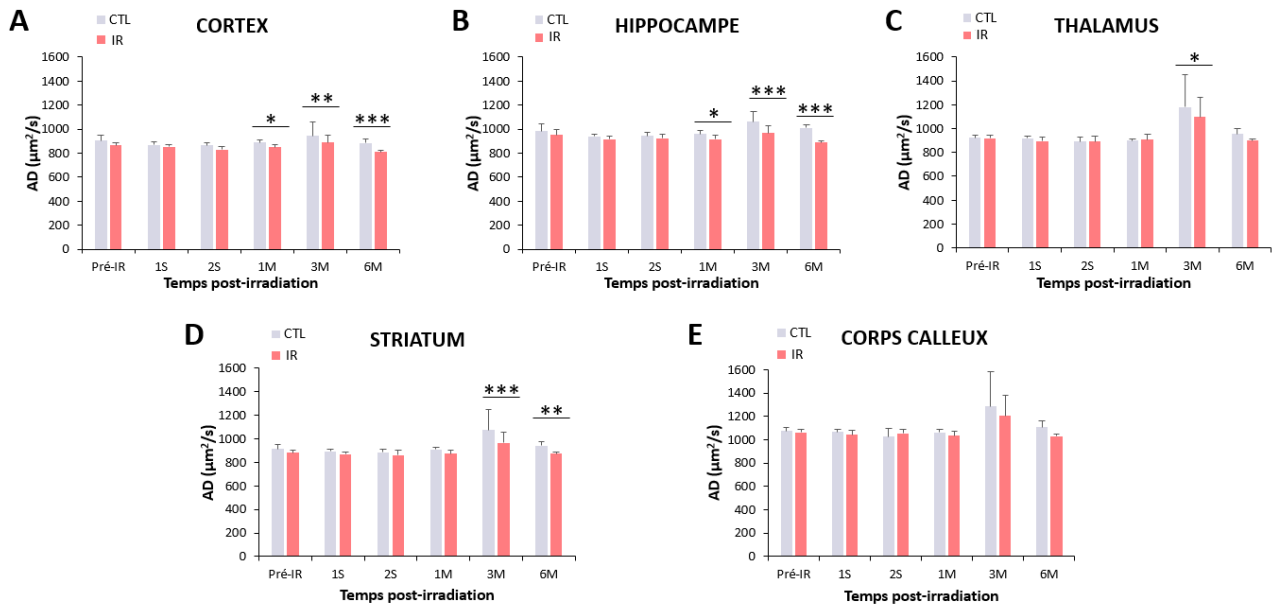 A
CORTEX
CTL
IR
AD (µm²/s)
1600
1400
1200
1000
800
600
400
200
0
*
**
***
Pré-IR 1S 2S 1M 3M 6M
Temps post-irradiation
B
HIPPOCAMPE
CTL
IR
AD (µm²/s)
1600
1400
1200
1000
800
600
400
200
0
*
***
***
Pré-IR 1S 2S 1M 3M 6M
Temps post-irradiation
C
THALAMUS
CTL
IR
AD (µm²/s)
1600
1400
1200
1000
800
600
400
200
0
*
Pré-IR 1S 2S 1M 3M 6M
Temps post-irradiation
D
STRIATUM
CTL
IR
AD (µm²/s)
1600
1400
1200
1000
800
600
400
200
0
***
**
Pré-IR 1S 2S 1M 3M 6M
Temps post-irradiation
E
CORPS CALLEUX
CTL
IR
AD (µm²/s)
1600
1400
1200
1000
800
600
400
200
0
Pré-IR 1S 2S 1M 3M 6M
Temps post-irradiation